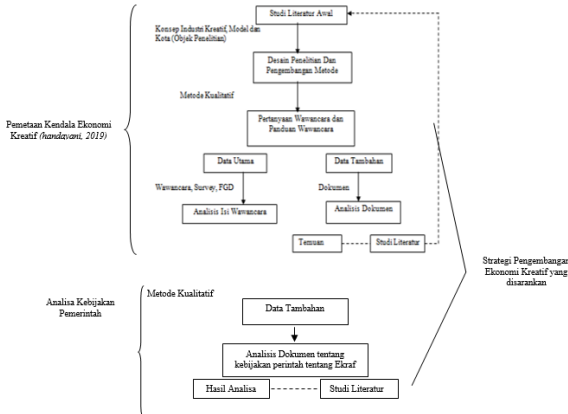 Studi Literatur Awal
Konsep Industri Kreatif, Model dan
Kota (Objek Penelitian)
Desain Penelitian Dan
Pengembangan Metode
Metode Kualitatif
Pertanyaan Wawancara dan
Panduan Wawancara
Pemetaan Kendala Ekonomi
Kreatif (handayani, 2019)
Data Utama
Data Tambahan
Wawancara, Survey, FGD
Dokumen
Analisis Isi Wawancara
Analisis Dokumen
Temuan
Studi Literatur
Strategi Pengembangan
Ekonomi Kreatif yang
disarankan
Analisa Kebijakan
Pemerintah
Metode Kualitatif
Data Tambahan
Analisis Dokumen tentang
kebijakan perintah tentang Ekraf
Hasil Analisa
Studi Literatur